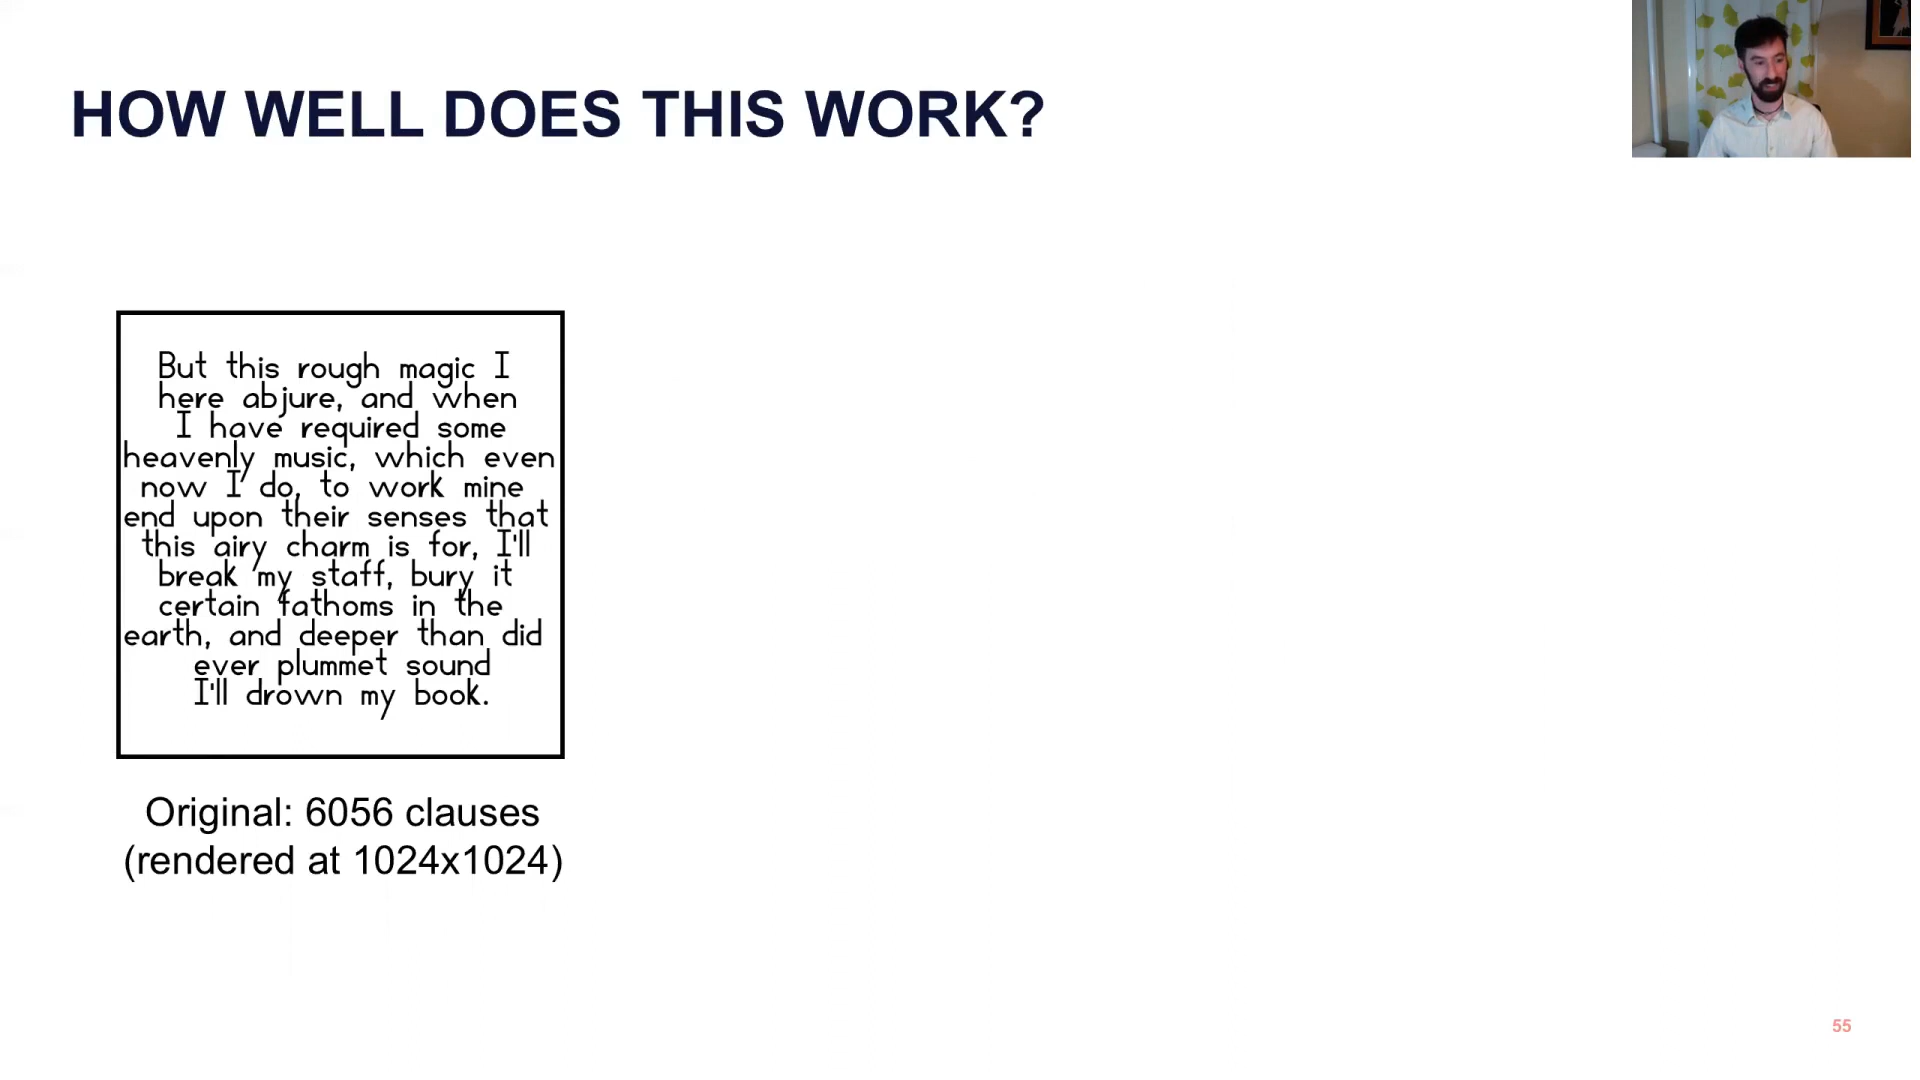 HOW WELL DOES THIS WORK?
But this rough magic I
here abjure, and when
I have required some
heavenly music, which even
now I do, to work mine
end upon their senses that
this airy charm is for, I'll
break my staff, bury it
certain fathoms in the
earth, and deeper than did
ever plummet sound
I'll drown my book.
Original: 6056 clauses
(rendered at 1024x1024)
55